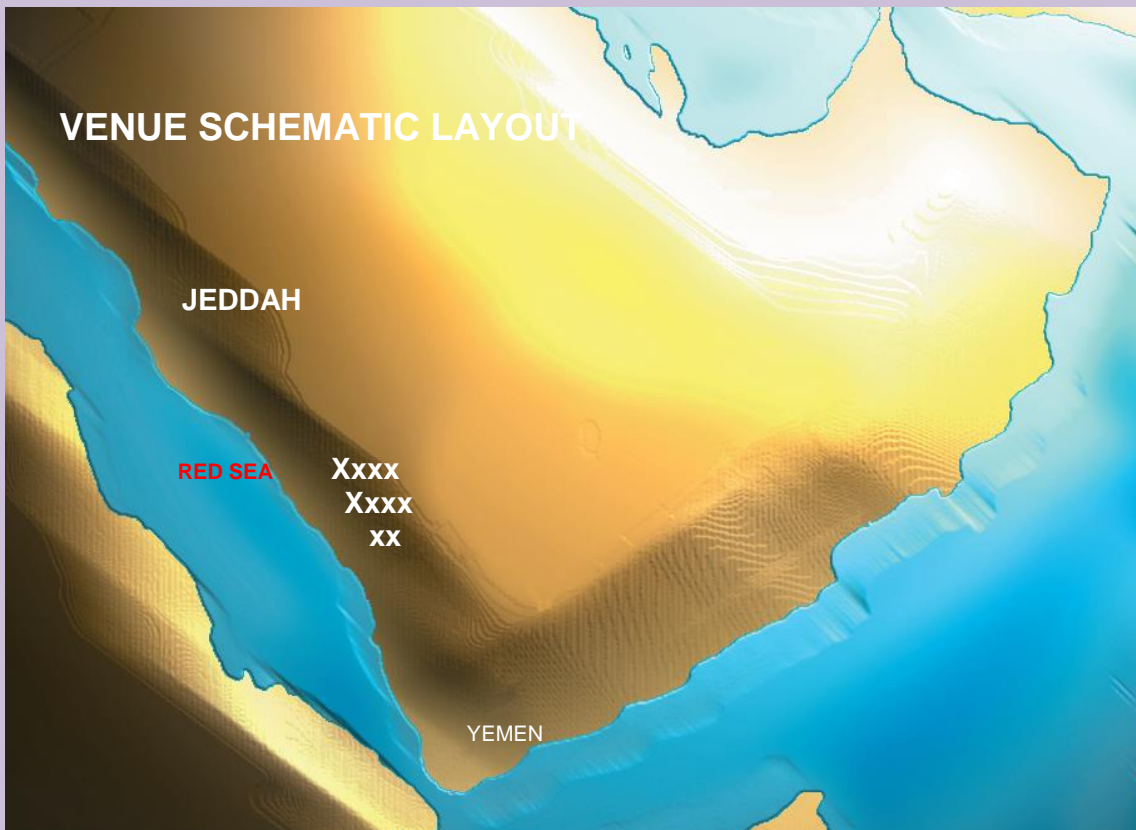 VENUE SCHEMATIC LAYOUT
JEDDAH
RED SEA
Xxxx
Xxxx
xx
YEMEN